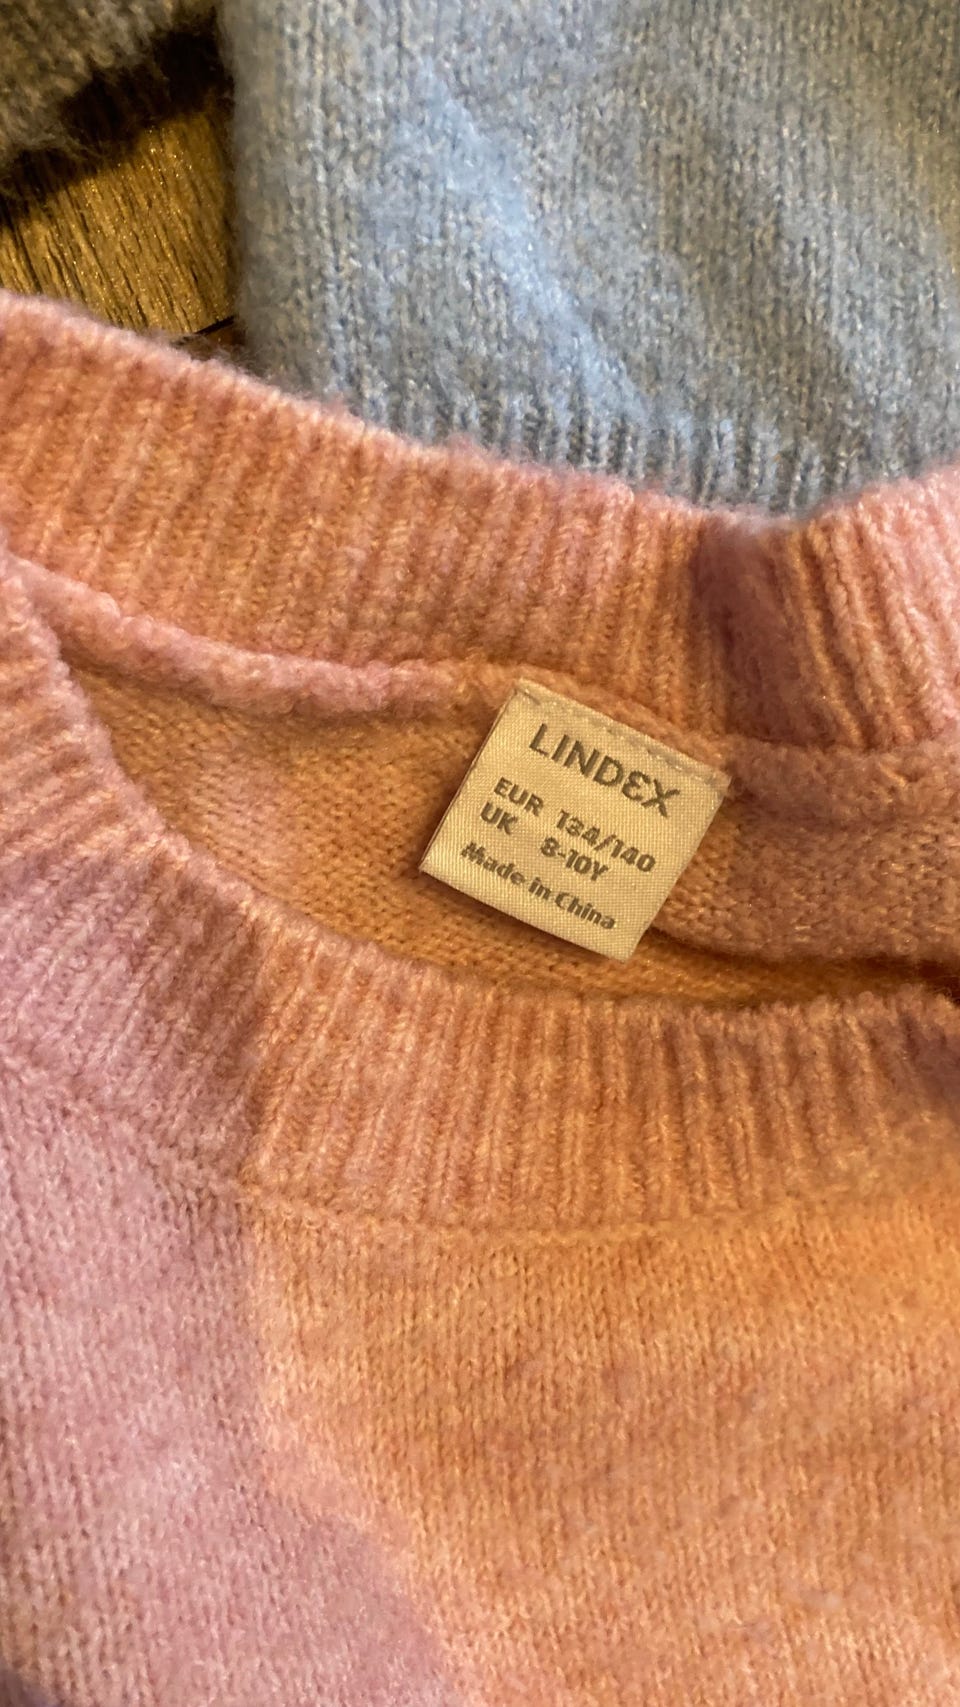 LINDEX
EUR 134/140
UK 8-10Y
Made in China